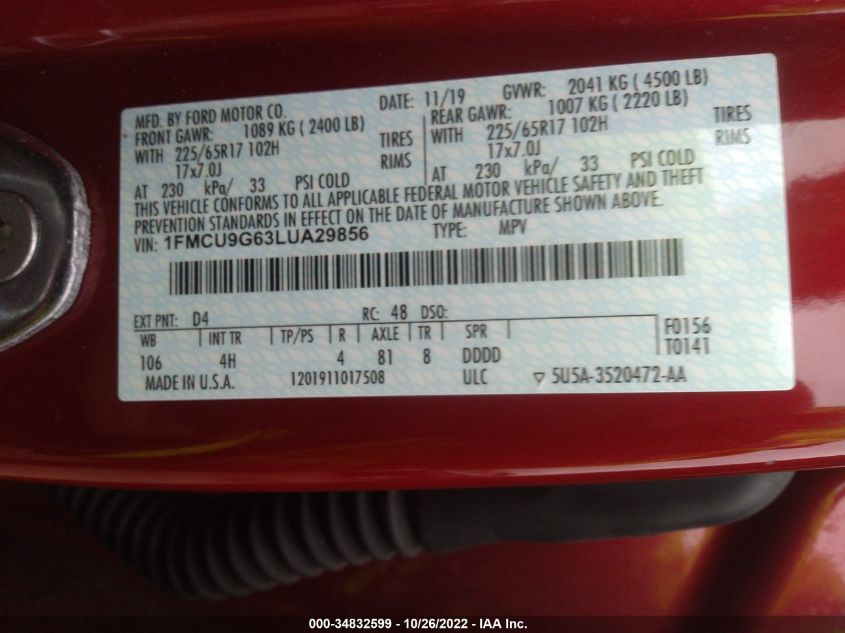 MFD. BY FORD MOTOR CO. DATE: 11/19 GVWR: 2041 KG ( 4500 LB)
FRONT GAWR: 1089 KG ( 2400 LB) REAR GAWR: 1007 KG ( 2220 LB)
WITH 225/65R17 102H TIRES WITH 225/65R17 102H TIRES
17x7.0J RIMS 17x7.0J RIMS
AT 230 kPa/ 33 PSI COLD AT 230 kPa/ 33 PSI COLD
THIS VEHICLE CONFORMS TO ALL APPLICABLE FEDERAL MOTOR VEHICLE SAFETY AND THEFT
PREVENTION STANDARDS IN EFFECT ON THE DATE OF MANUFACTURE SHOWN ABOVE.
VIN: 1FMCU9G63LUA29856 TYPE: MPV
EXT PNT: D4 RC: 48 DSO:
WB INT TR TP/PS R AXLE TR SPR F0156
106 4H 4 81 8 DDDD T0141
MADE IN U.S.A. 1201911017508 ULC ▽ 5U5A-3520472-AA
000-34832599 - 10/26/2022 - IAA Inc.